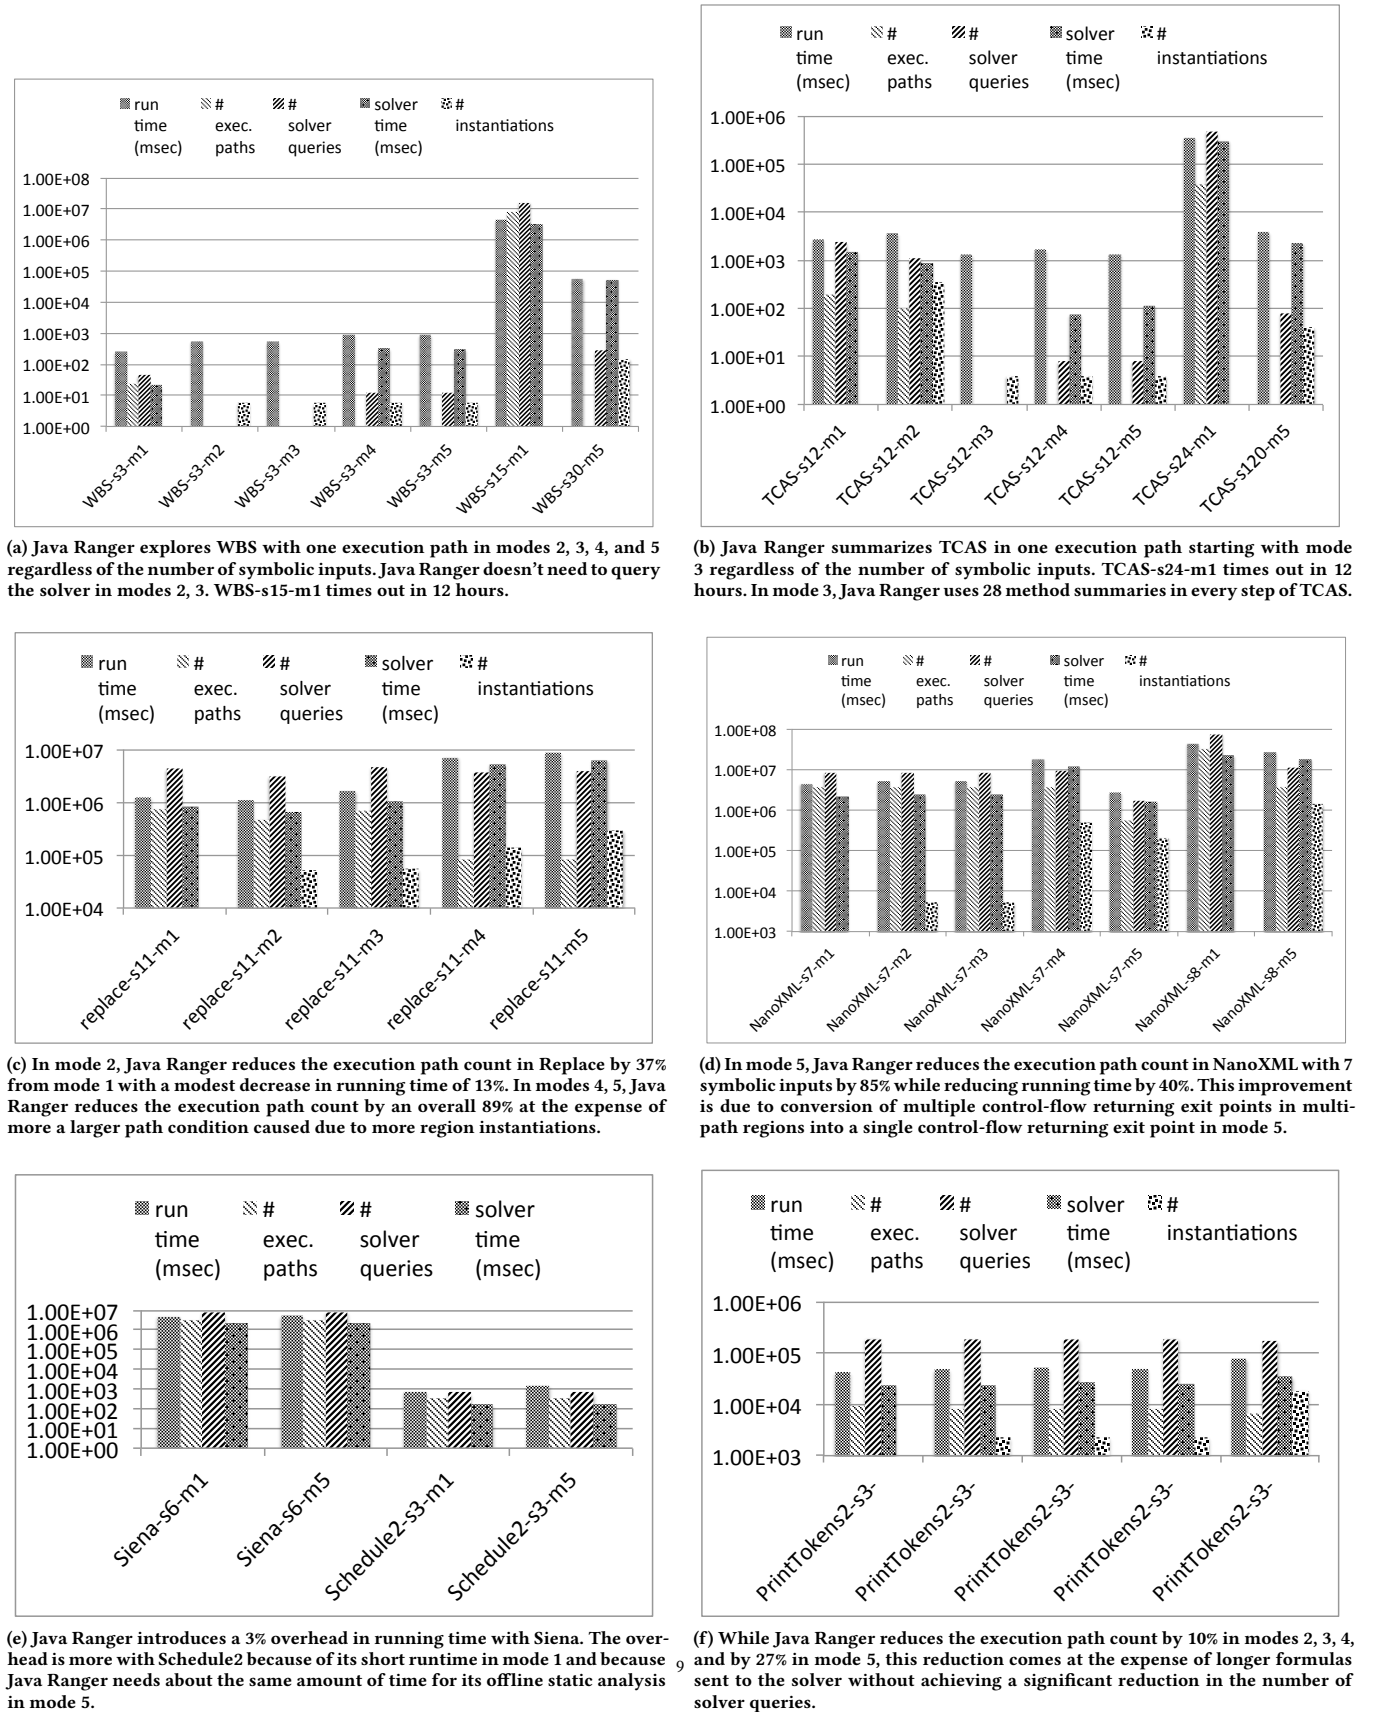 run time (msec)
# exec. paths
# solver queries
solver time (msec)
# instantiations
1.00E+08
1.00E+07
1.00E+06
1.00E+05
1.00E+04
1.00E+03
1.00E+02
1.00E+01
1.00E+00
WBS-s3-m1
WBS-s3-m2
WBS-s3-m3
WBS-s3-m4
WBS-s3-m5
WBS-s15-m1
WBS-s30-m5
(a) Java Ranger explores WBS with one execution path in modes 2, 3, 4, and 5
regardless of the number of symbolic inputs. Java Ranger doesn't need to query
the solver in modes 2, 3. WBS-s15-m1 times out in 12 hours.
run time (msec)
# exec. paths
# solver queries
solver time (msec)
# instantiations
1.00E+06
1.00E+05
1.00E+04
1.00E+03
1.00E+02
1.00E+01
1.00E+00
TCAS-s12-m1
TCAS-s12-m2
TCAS-s12-m3
TCAS-s12-m4
TCAS-s12-m5
TCAS-s24-m1
TCAS-s120-m5
(b) Java Ranger summarizes TCAS in one execution path starting with mode
3 regardless of the number of symbolic inputs. TCAS-s24-m1 times out in 12
hours. In mode 3, Java Ranger uses 28 method summaries in every step of TCAS.
run time (msec)
# exec. paths
# solver queries
solver time (msec)
# instantiations
1.00E+07
1.00E+06
1.00E+05
1.00E+04
replace-s11-m1
replace-s11-m2
replace-s11-m3
replace-s11-m4
replace-s11-m5
(c) In mode 2, Java Ranger reduces the execution path count in Replace by 37%
from mode 1 with a modest decrease in running time of 13%. In modes 4, 5, Java
Ranger reduces the execution path count by an overall 89% at the expense of
more a larger path condition caused due to more region instantiations.
run time (msec)
# exec. paths
# solver queries
solver time (msec)
# instantiations
1.00E+08
1.00E+07
1.00E+06
1.00E+05
1.00E+04
1.00E+03
NanoXML-s7-m1
NanoXML-s7-m2
NanoXML-s7-m3
NanoXML-s7-m4
NanoXML-s7-m5
NanoXML-s8-m1
NanoXML-s8-m5
(d) In mode 5, Java Ranger reduces the execution path count in NanoXML with 7
symbolic inputs by 85% while reducing running time by 40%. This improvement
is due to conversion of multiple control-flow returning exit points in multi-
path regions into a single control-flow returning exit point in mode 5.
run time (msec)
# exec. paths
# solver queries
solver time (msec)
1.00E+07
1.00E+06
1.00E+05
1.00E+04
1.00E+03
1.00E+02
1.00E+01
1.00E+00
Siena-s6-m1
Siena-s6-m5
Schedule2-s3-m1
Schedule2-s3-m5
(e) Java Ranger introduces a 3% overhead in running time with Siena. The over-
head is more with Schedule2 because of its short runtime in mode 1 and because
Java Ranger needs about the same amount of time for its offline static analysis
in mode 5.
run time (msec)
# exec. paths
# solver queries
solver time (msec)
# instantiations
1.00E+06
1.00E+05
1.00E+04
1.00E+03
PrintTokens2-s3-
PrintTokens2-s3-
PrintTokens2-s3-
PrintTokens2-s3-
PrintTokens2-s3-
(f) While Java Ranger reduces the execution path count by 10% in modes 2, 3, 4,
and by 27% in mode 5, this reduction comes at the expense of longer formulas
sent to the solver without achieving a significant reduction in the number of
solver queries.
9